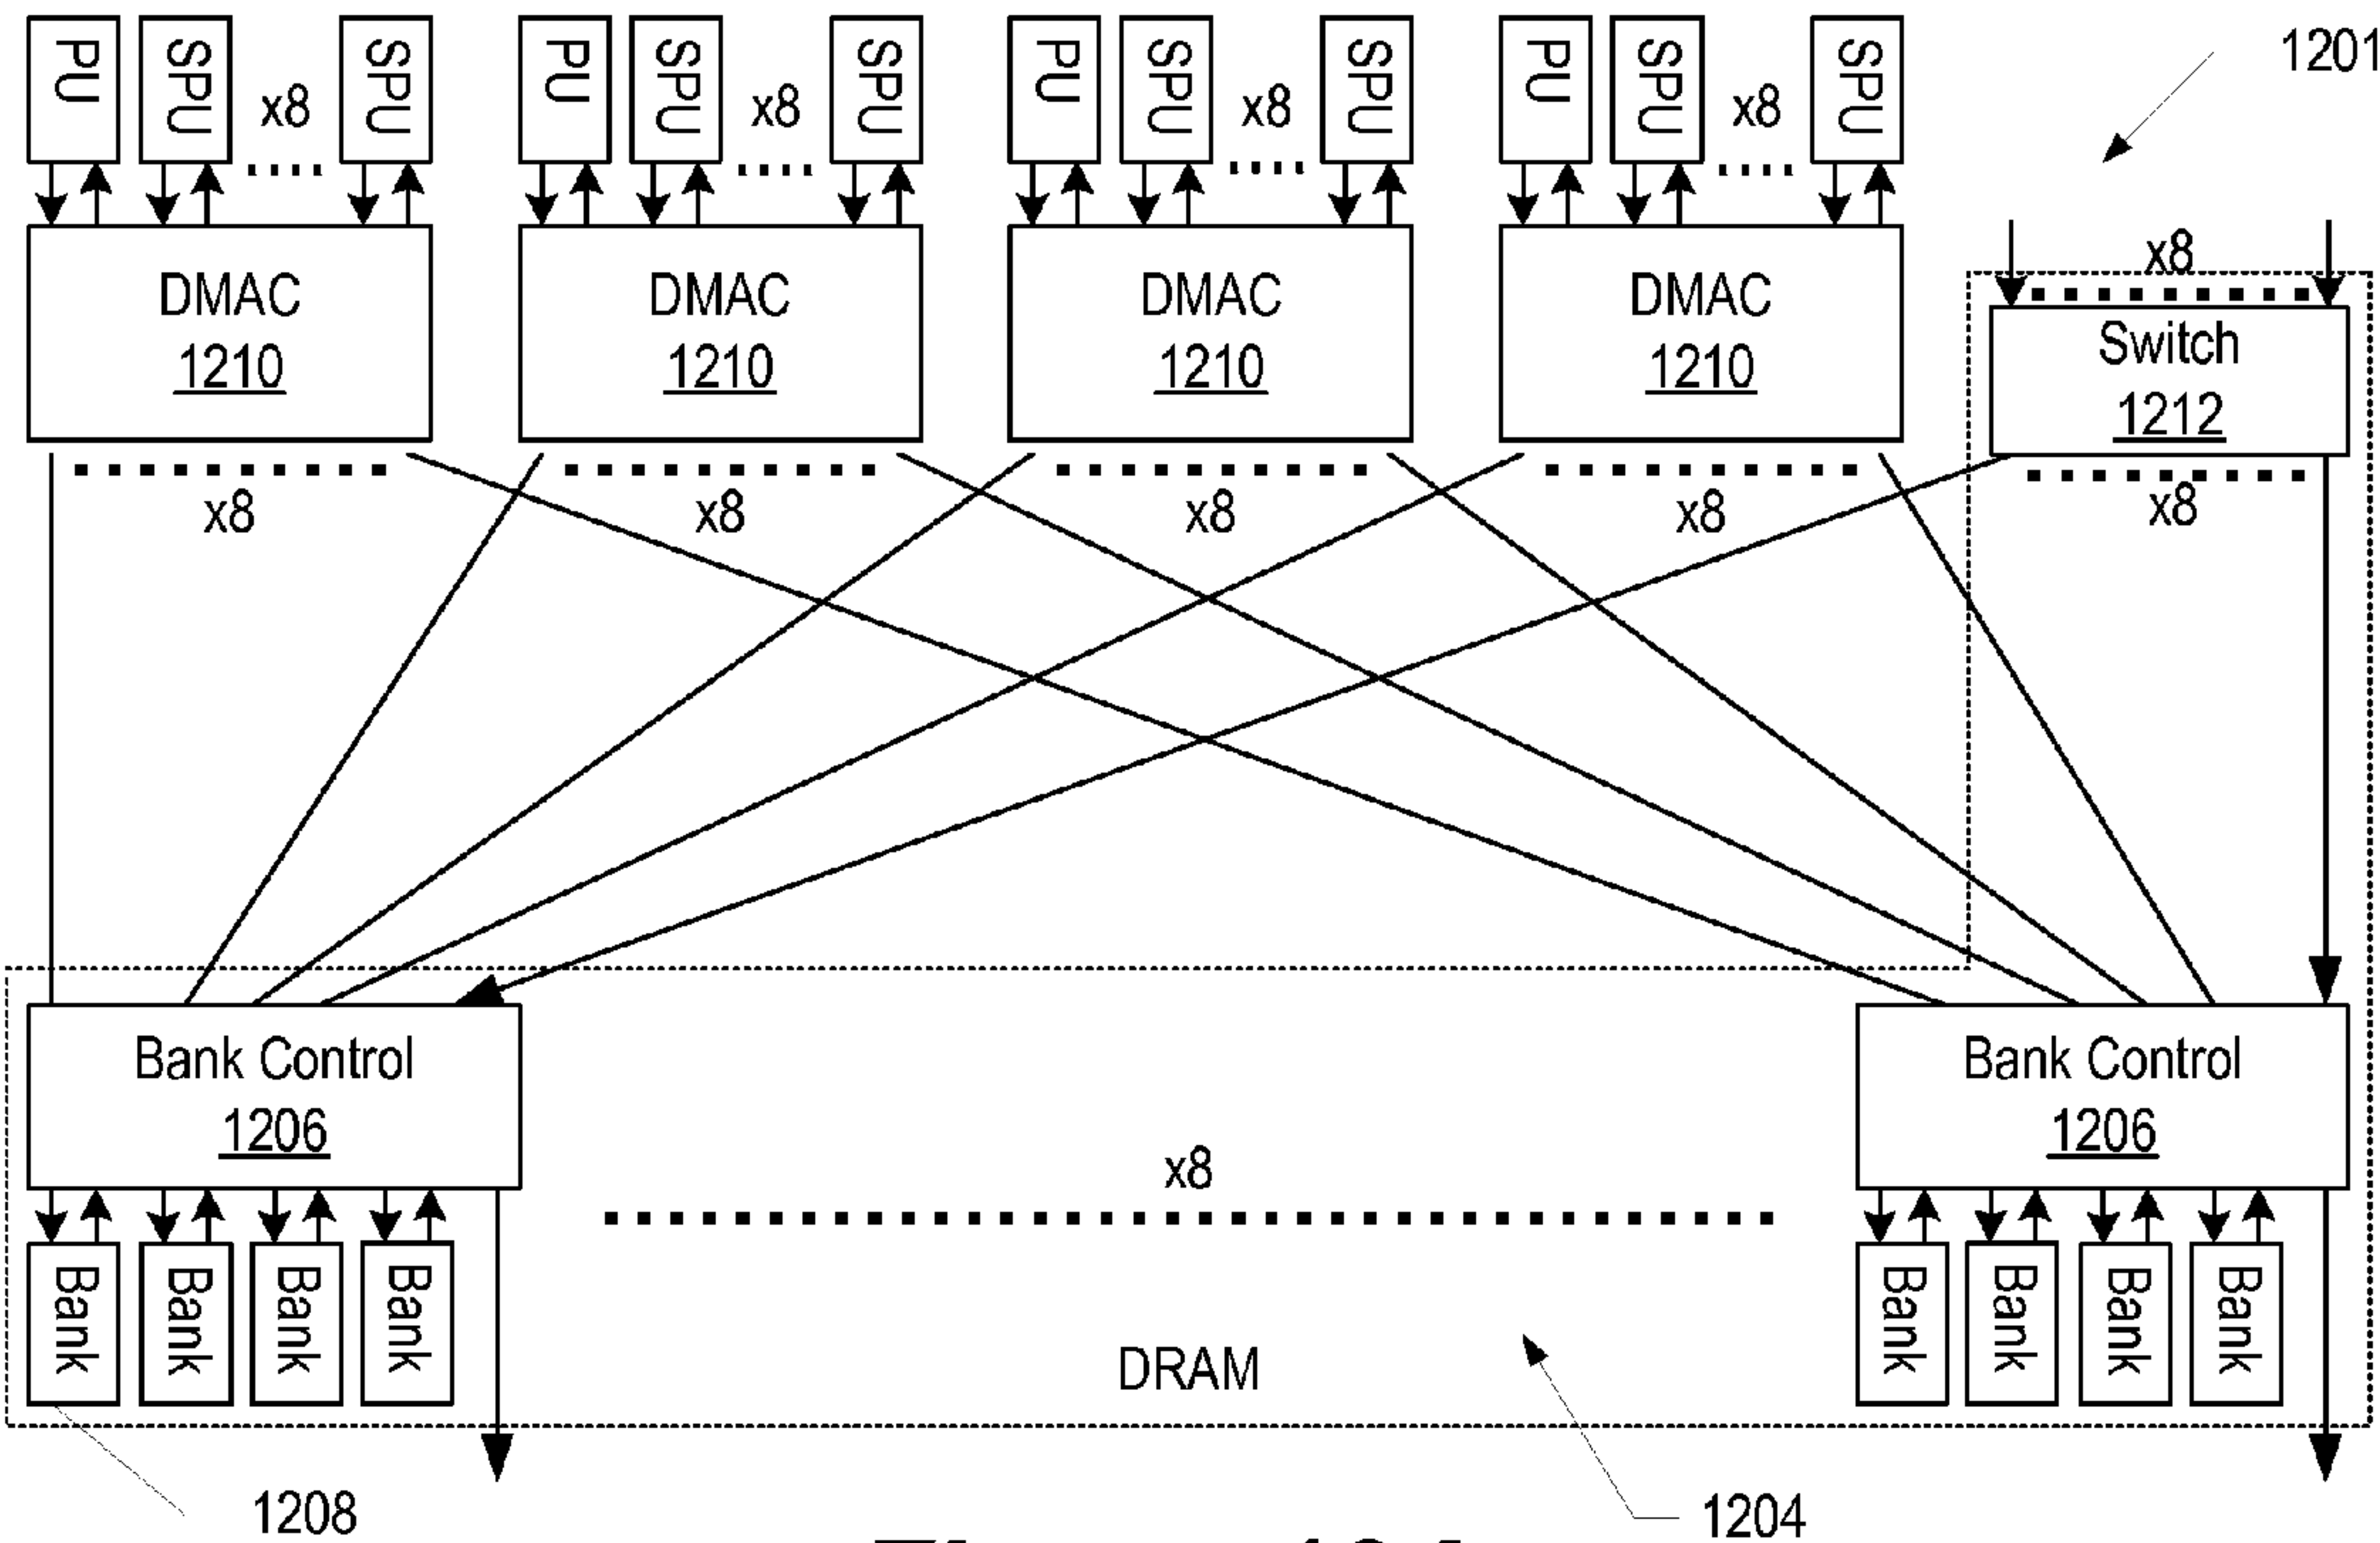 PU SPU x8 SPU PU SPU x8 SPU PU SPU x8 SPU PU SPU x8 SPU
1201
x8
DMAC
1210
DMAC
1210
DMAC
1210
DMAC
1210
Switch
1212
x8 x8 x8 x8 x8
Bank Control
1206
Bank Control
1206
x8
Bank Bank Bank Bank
Bank Bank Bank Bank
DRAM
1208
1204